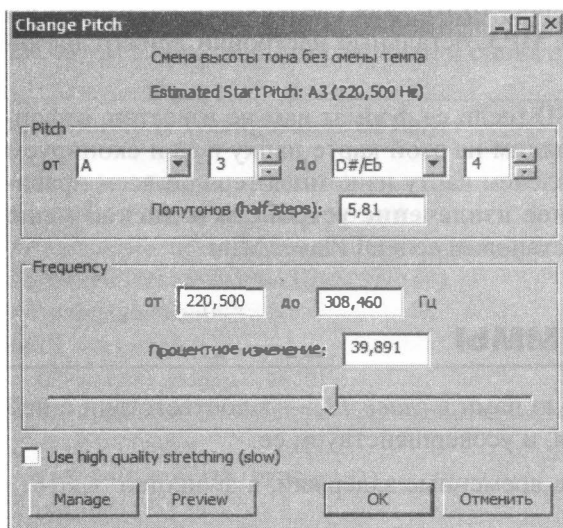 Change Pitch
Смена высоты тона без смены темпа
Estimated Start Pitch: A3 (220,500 Hz)
Pitch
от A 3 до D#/Eb 4
Полутонов (half-steps): 5,81
Frequency
от 220,500 до 308,460 Гц
Процентное изменение: 39,891
Use high quality stretching (slow)
Manage Preview OK Отменить